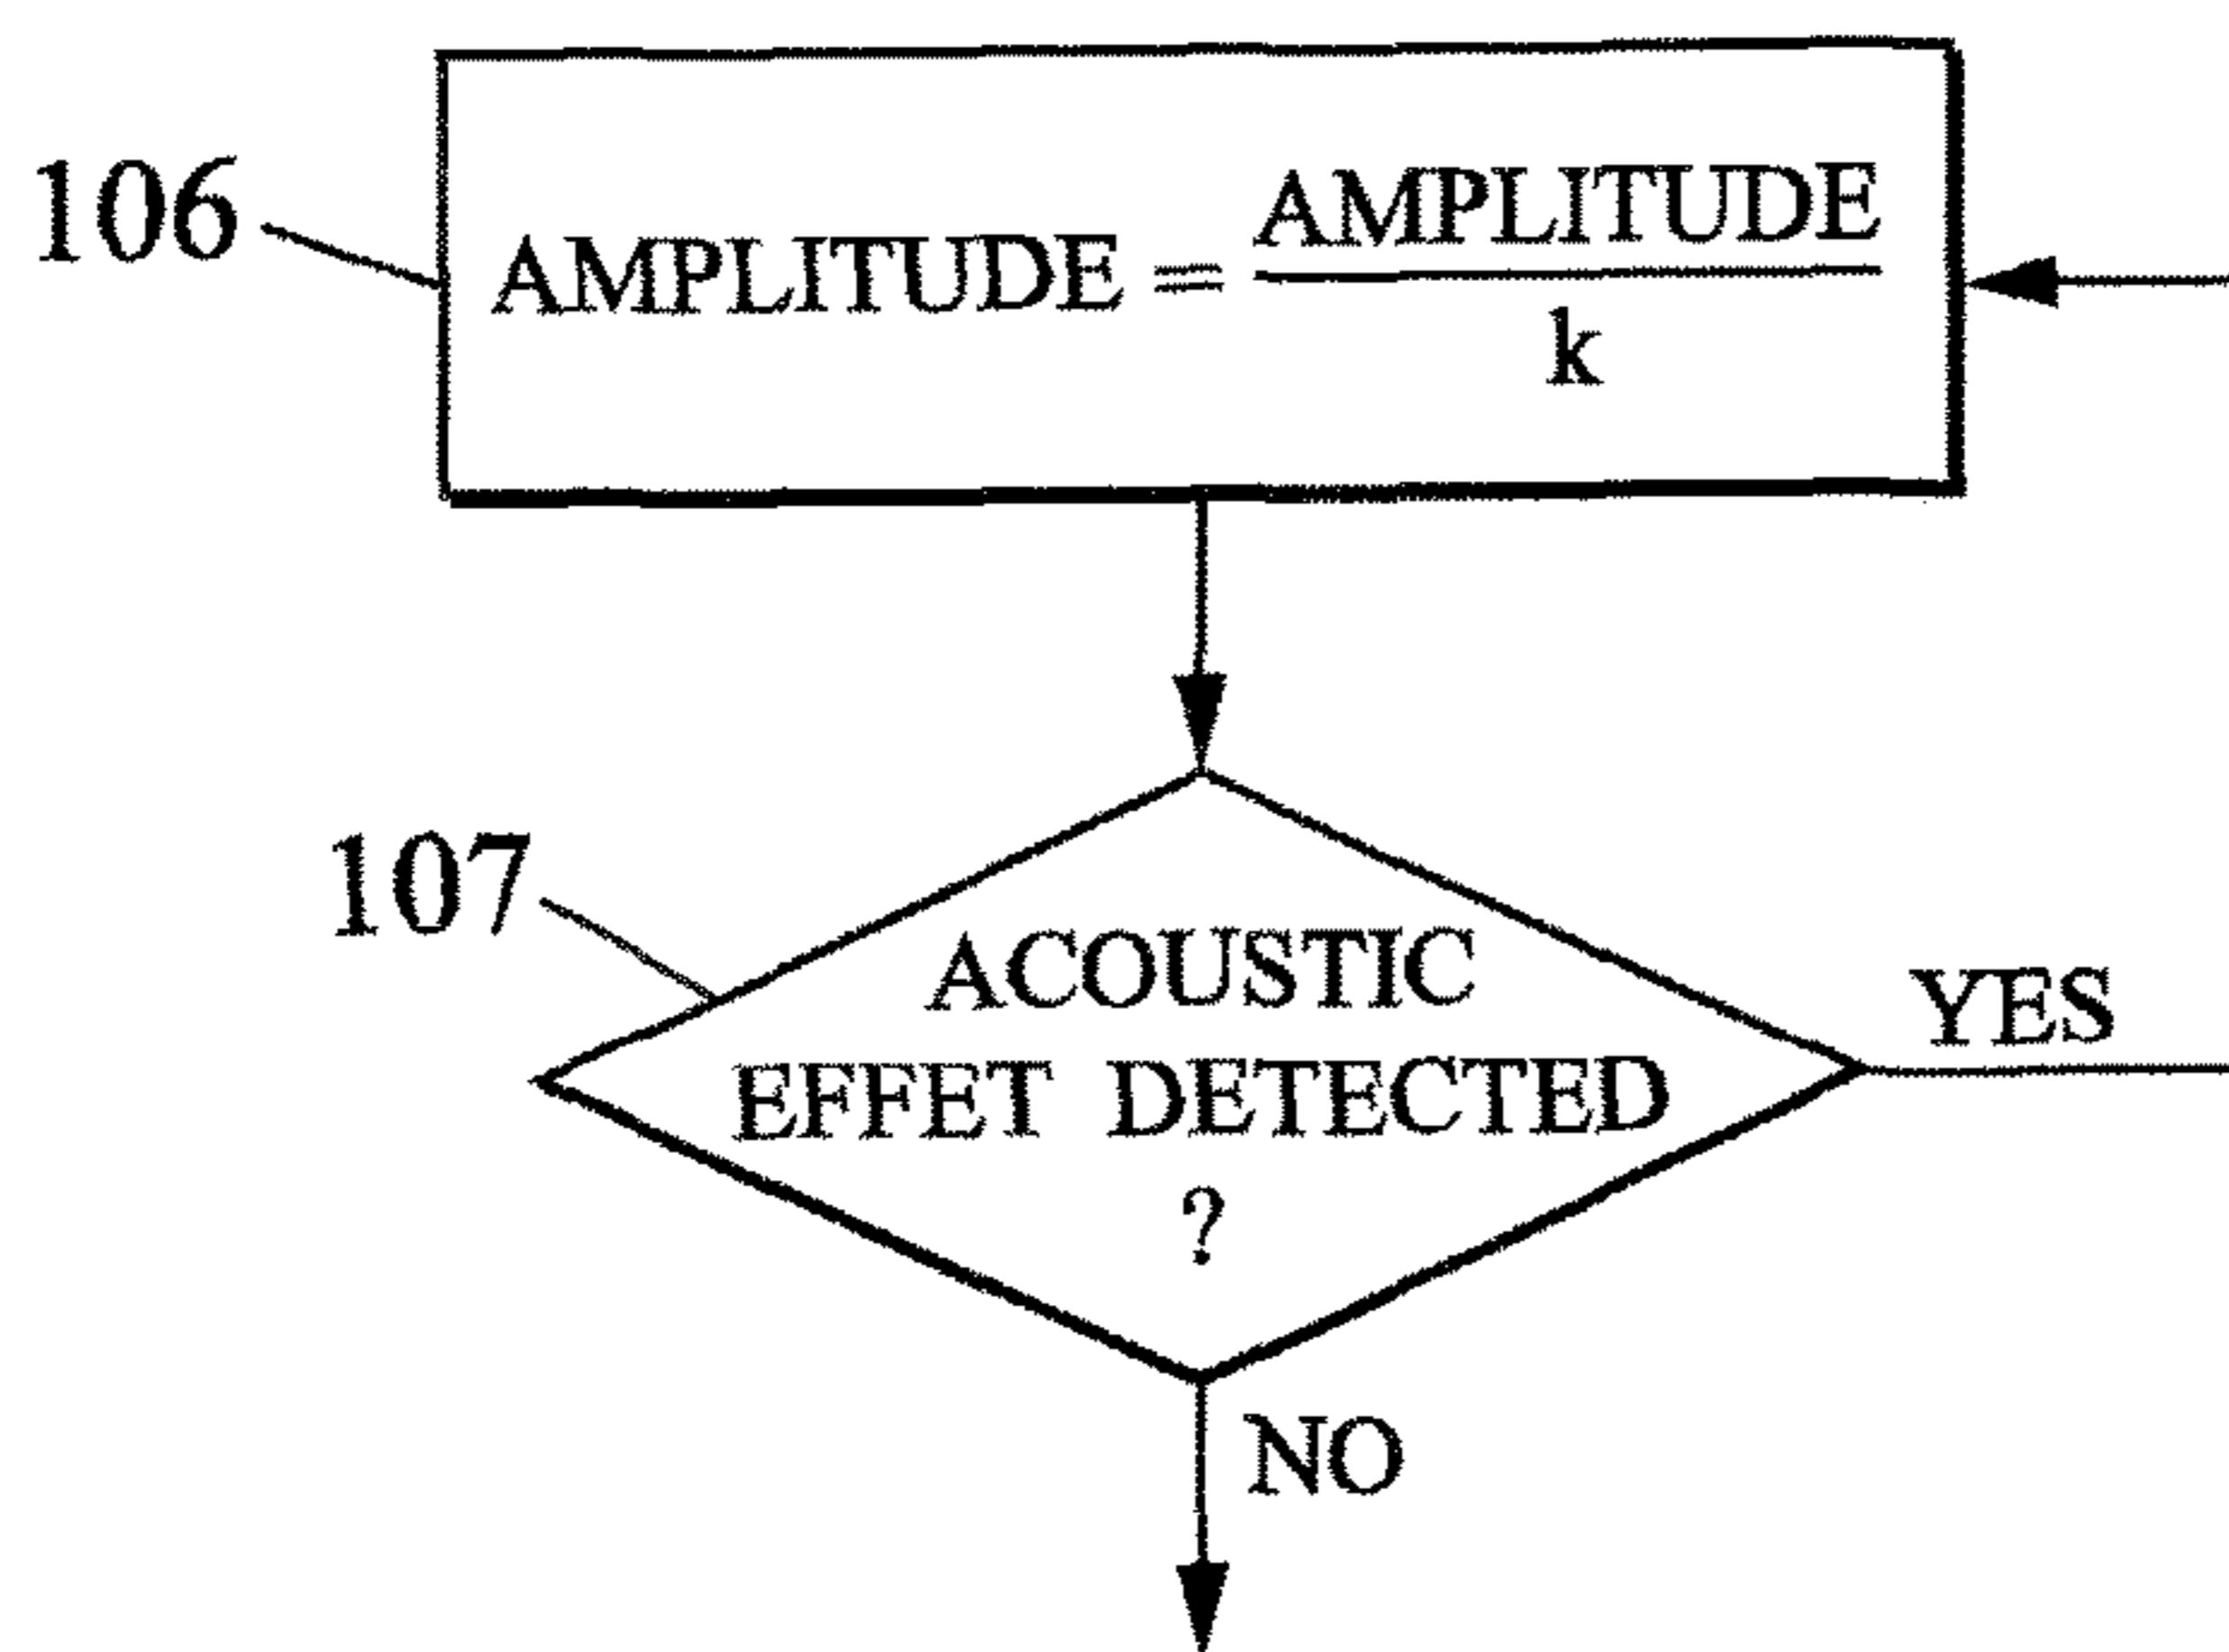 106
AMPLITUDE = AMPLITUDE / k
107
ACOUSTIC
EFFET DETECTED
?
YES
NO